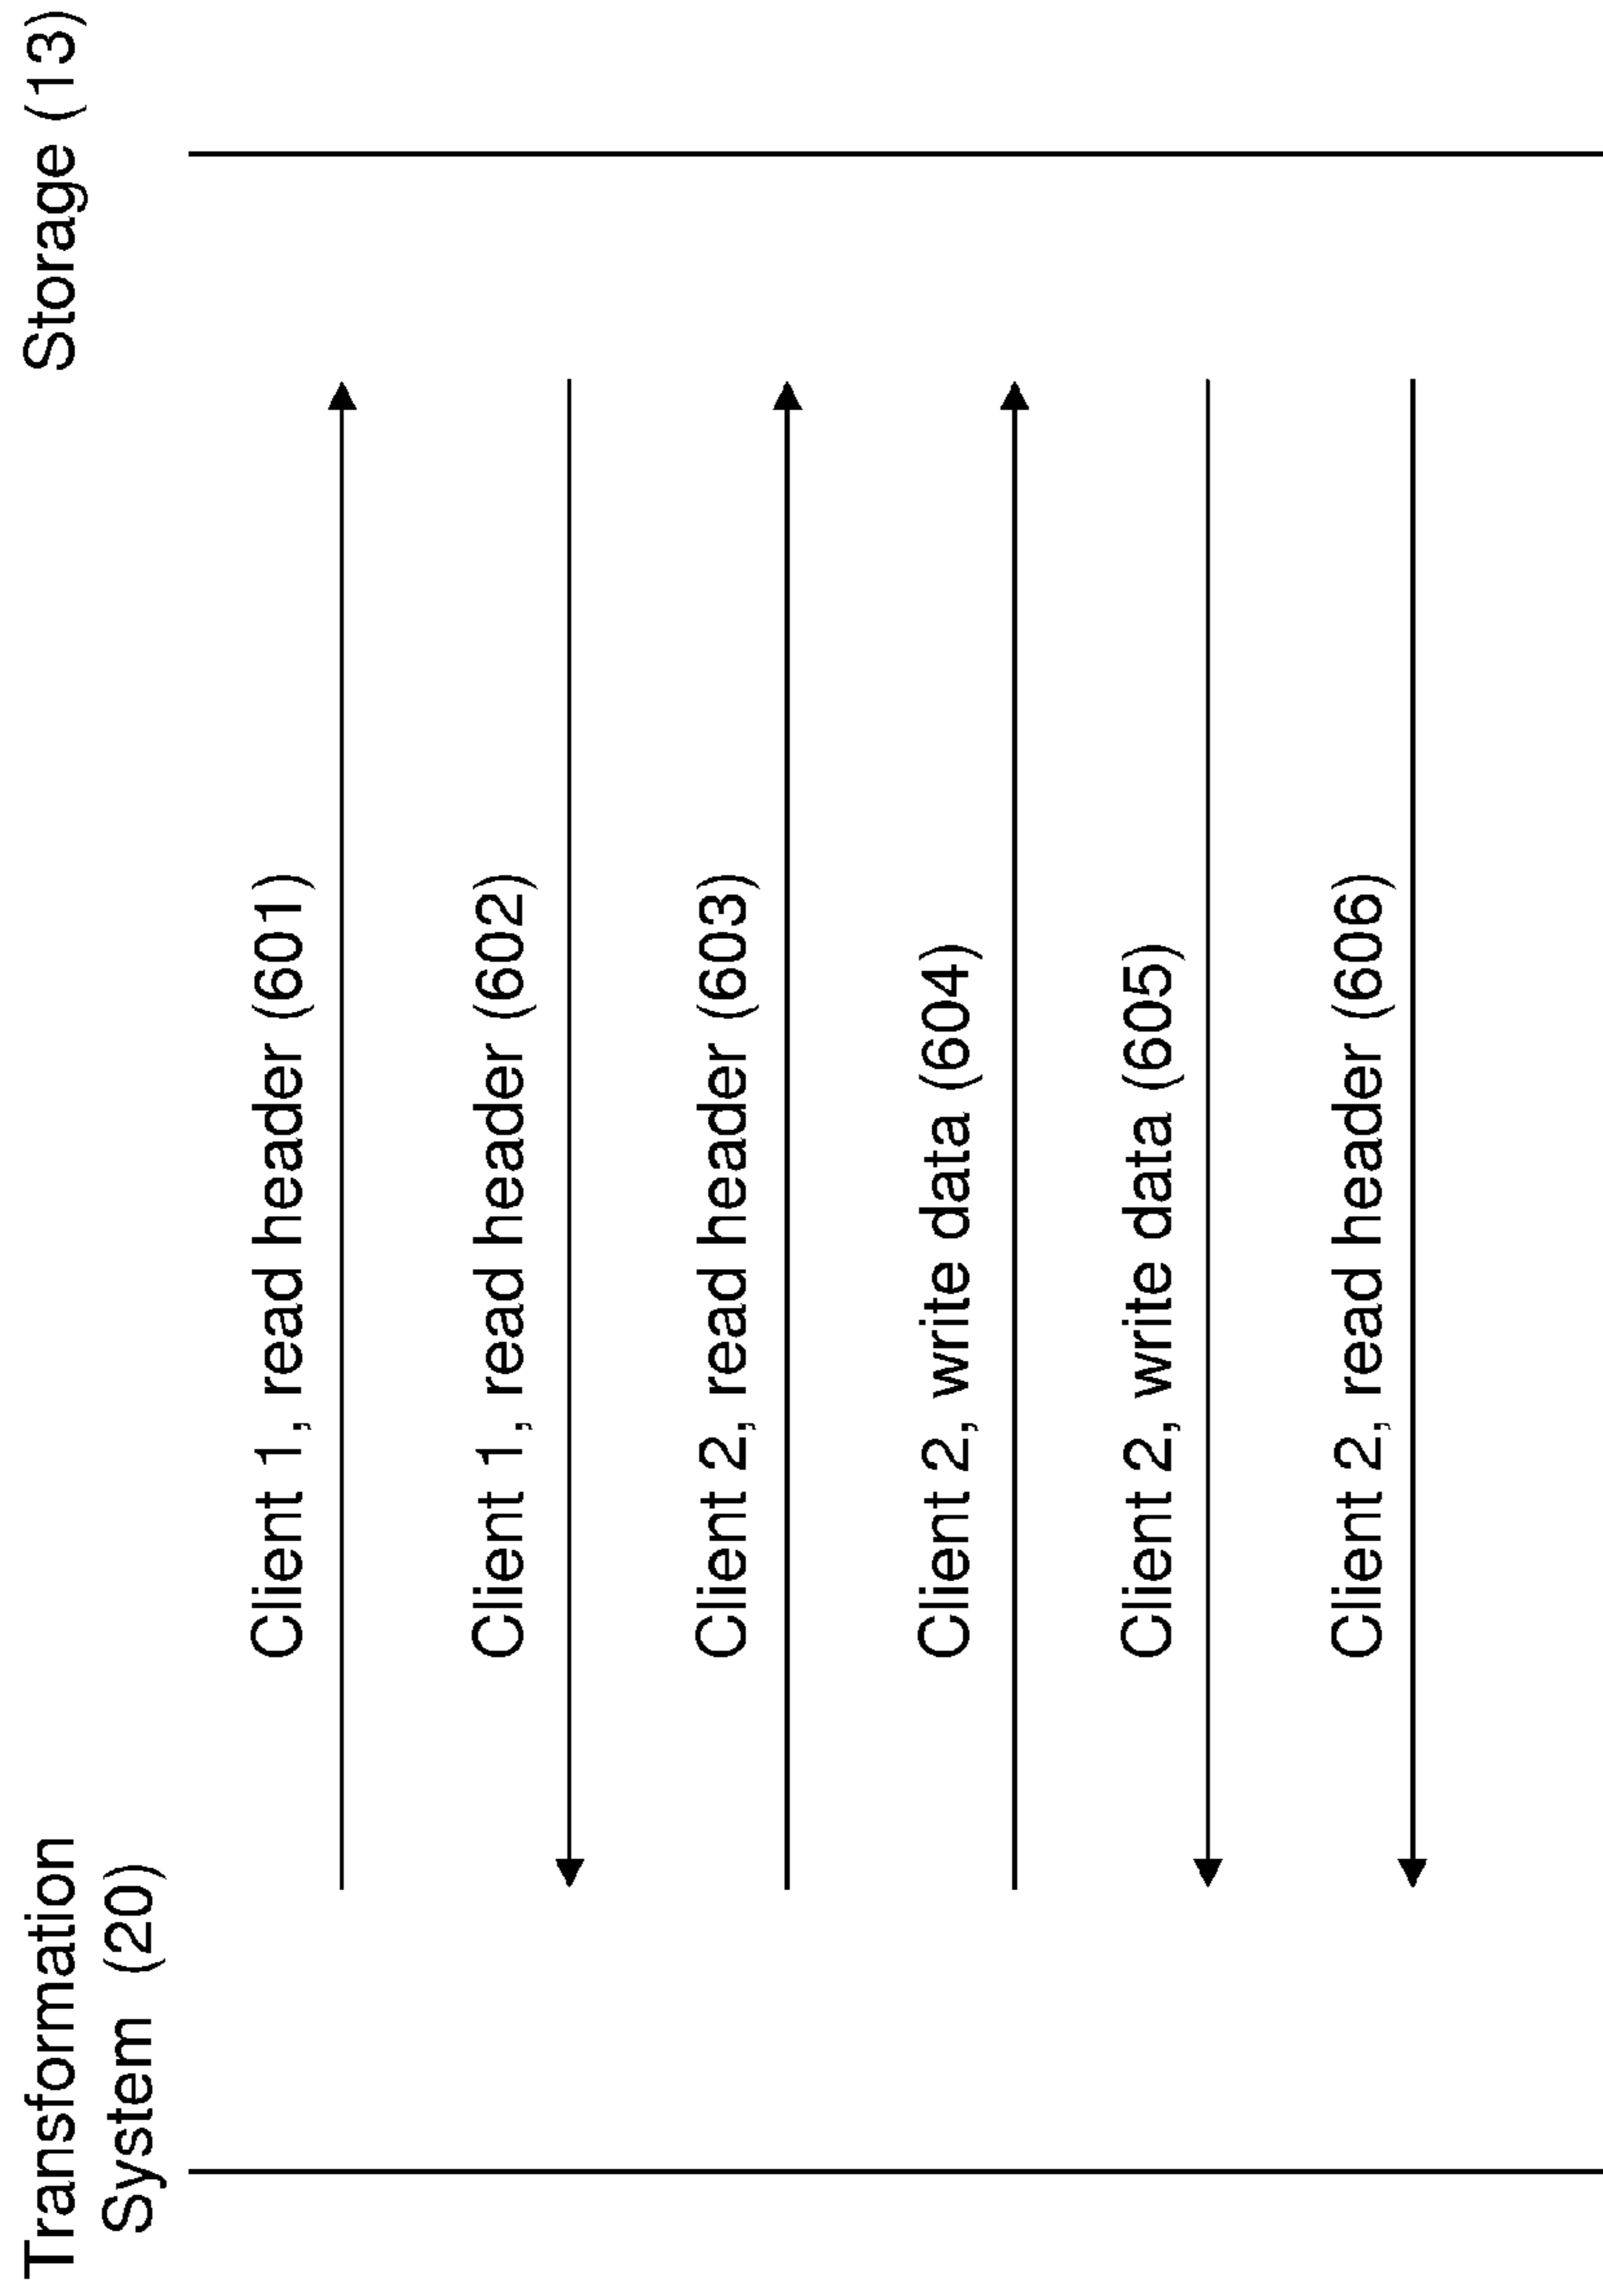 Transformation
System (20)
Storage (13)
Client 1, read header (601)
Client 1, read header (602)
Client 2, read header (603)
Client 2, write data (604)
Client 2, write data (605)
Client 2, read header (606)